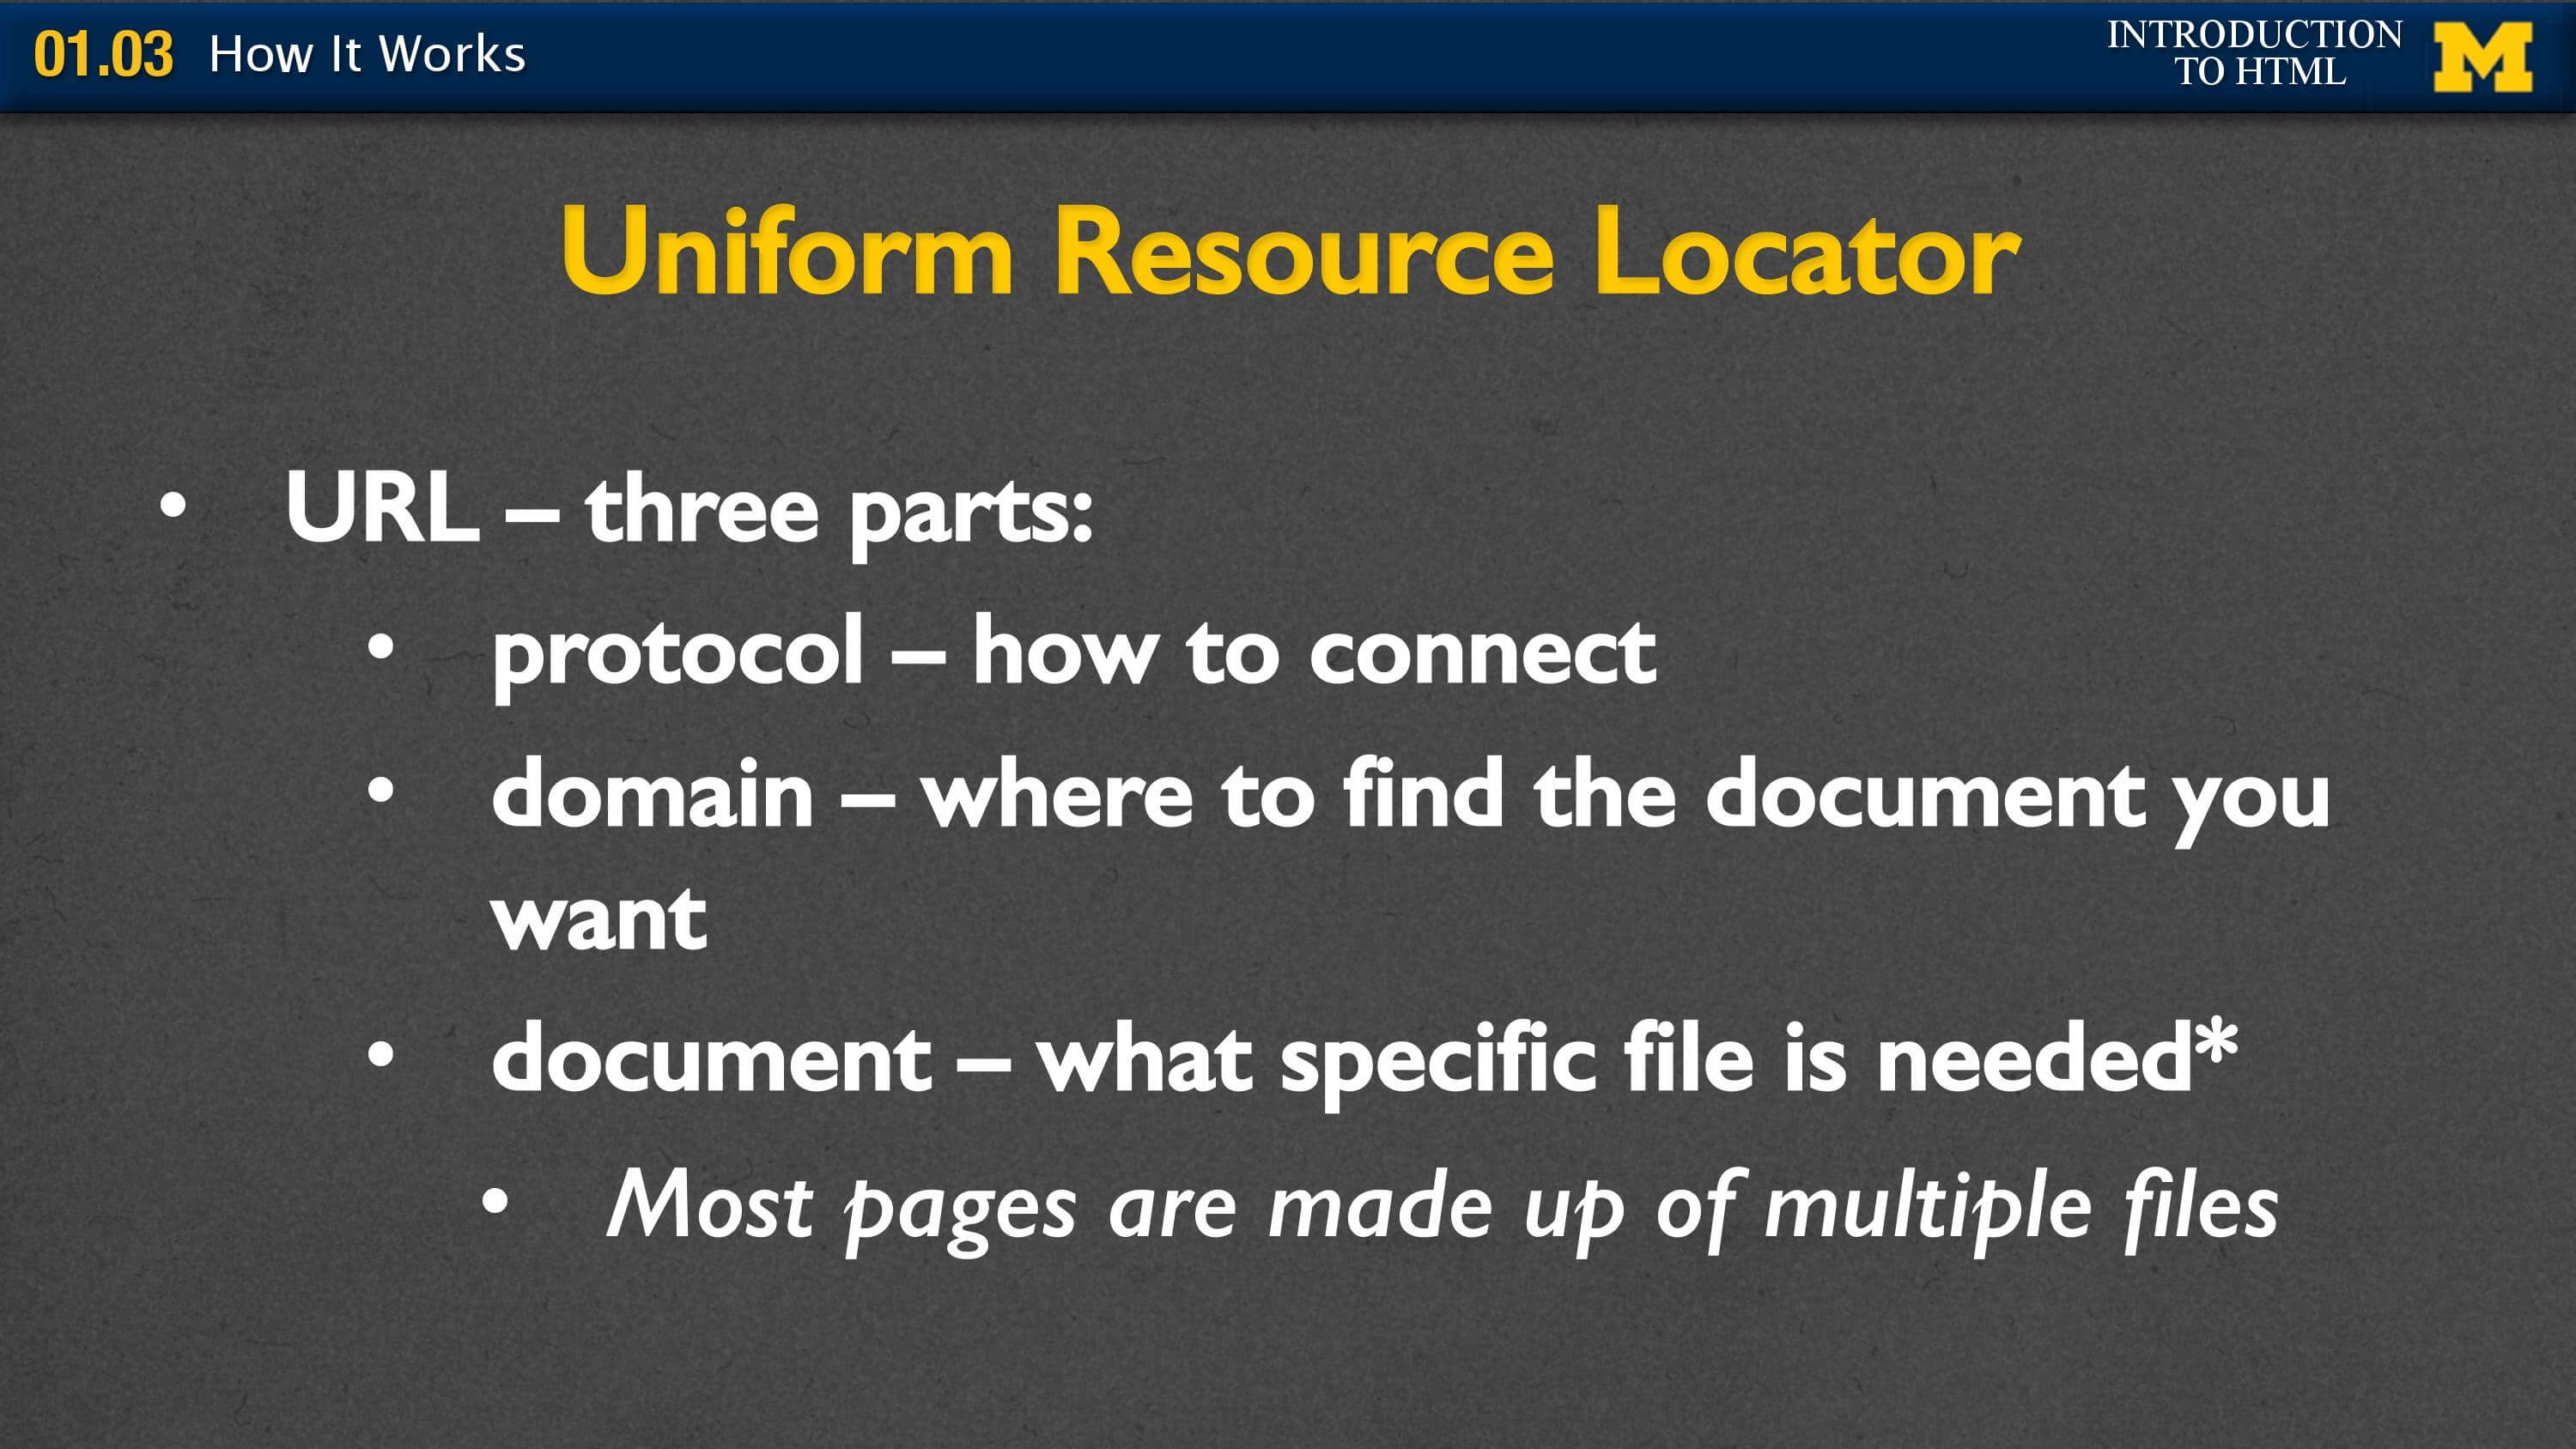 01.03 How It Works
INTRODUCTION
TO HTML
M
Uniform Resource Locator
• URL – three parts:
• protocol – how to connect
• domain – where to find the document you
want
• document – what specific file is needed*
• Most pages are made up of multiple files